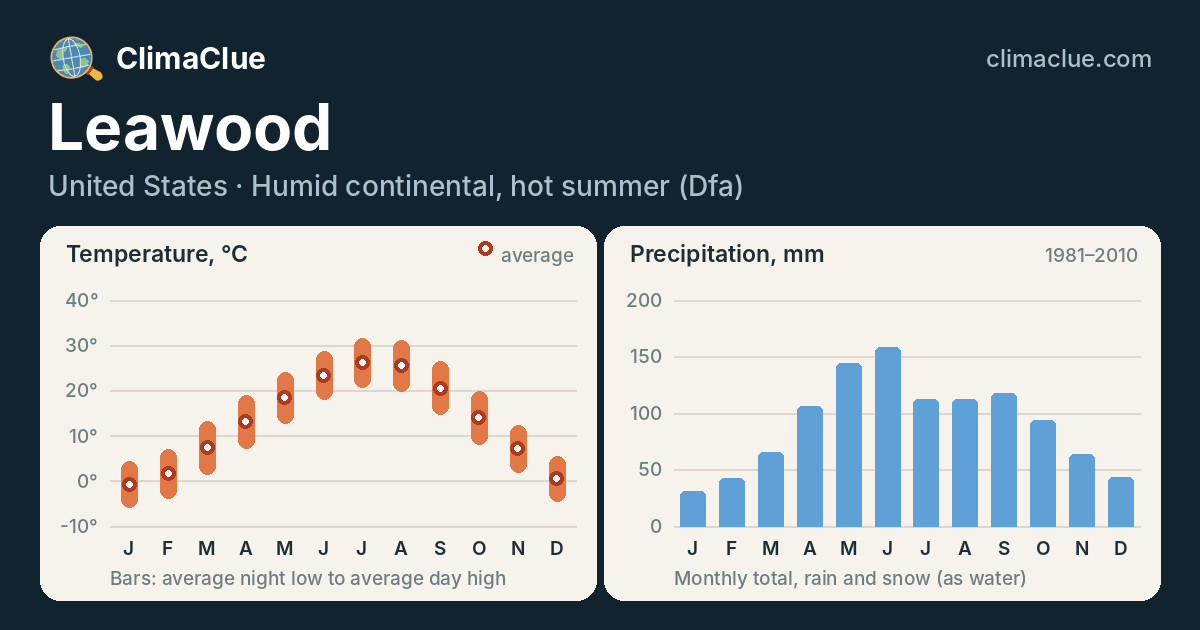 ClimaClue
climaclue.com
Leawood
United States · Humid continental, hot summer (Dfa)
Temperature, °C
average
40°
30°
20°
10°
0°
-10°
J F M A M J J A S O N D
Bars: average night low to average day high
Precipitation, mm
1981–2010
200
150
100
50
0
J F M A M J J A S O N D
Monthly total, rain and snow (as water)